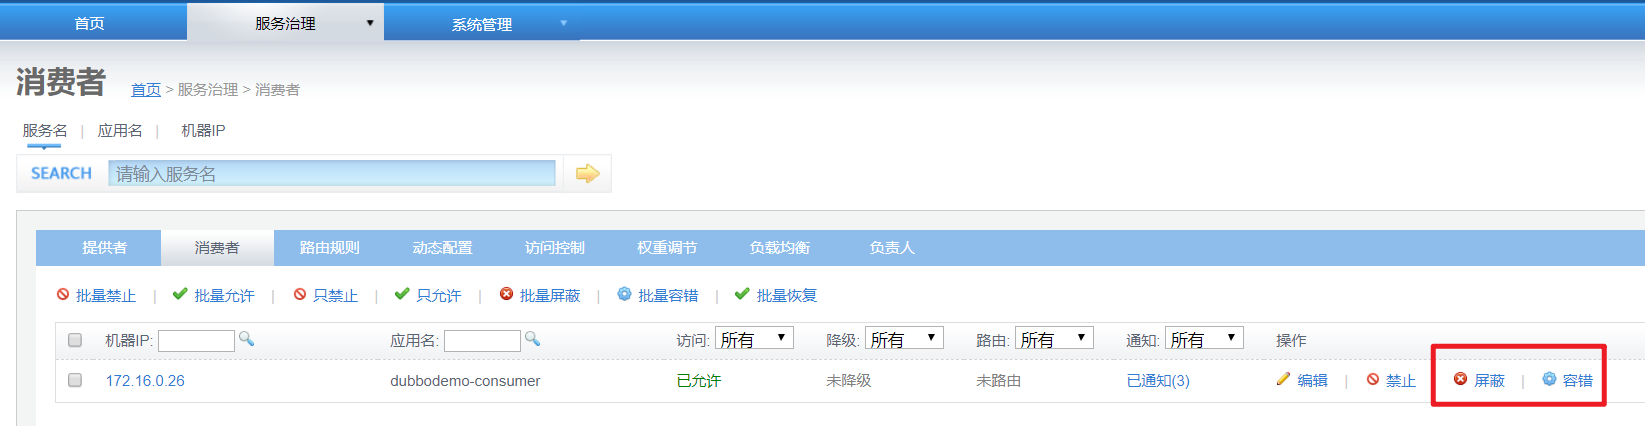 首页 服务治理 系统管理
消费者 首页 > 服务治理 > 消费者
服务名 | 应用名 | 机器IP
SEARCH 请输入服务名
提供者 消费者 路由规则 动态配置 访问控制 权重调节 负载均衡 负责人
批量禁止 | 批量允许 | 只禁止 | 只允许 | 批量屏蔽 | 批量容错 | 批量恢复
机器IP: 应用名: 访问: 所有 降级: 所有 路由: 所有 通知: 所有 操作
172.16.0.26 dubbodemo-consumer 已允许 未降级 未路由 已通知(3) 编辑 | 禁止 屏蔽 | 容错